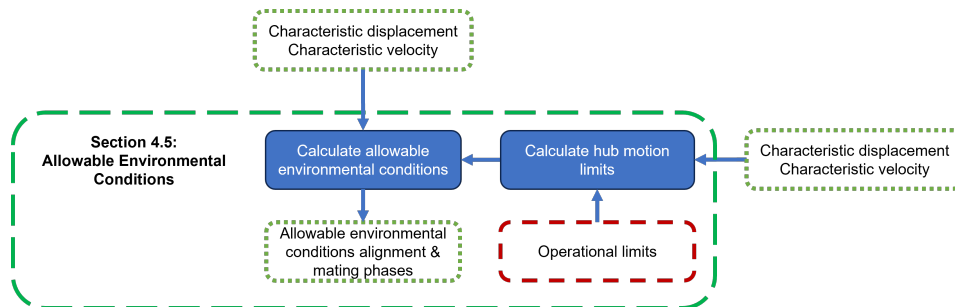 Characteristic displacement
Characteristic velocity
Section 4.5:
Allowable Environmental
Conditions
Calculate allowable
environmental conditions
Calculate hub motion
limits
Characteristic displacement
Characteristic velocity
Allowable environmental
conditions alignment &
mating phases
Operational limits